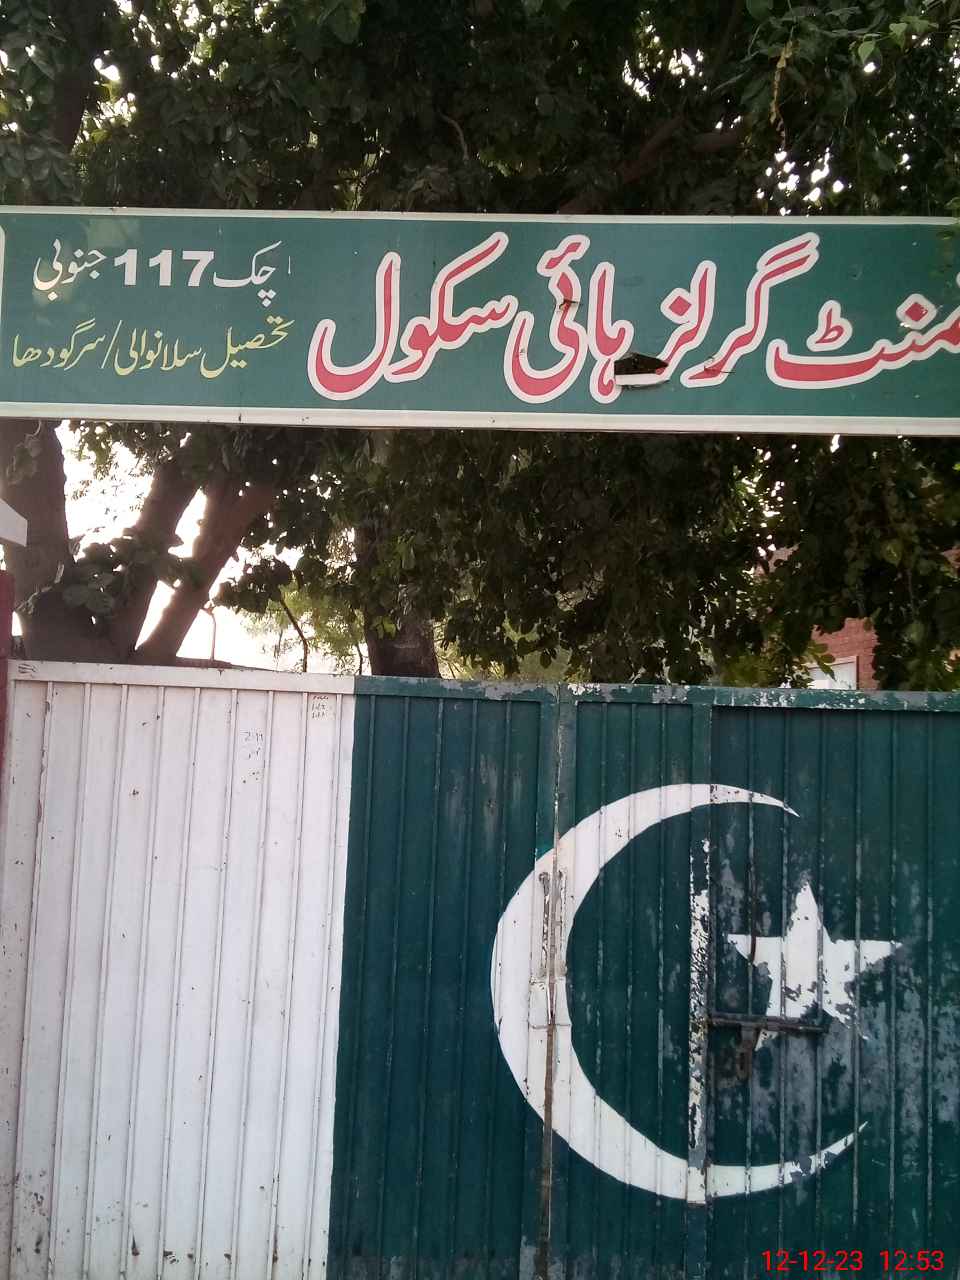 منٹ گرلز ہائی سکول
چک 117 جنوبی
تحصیل سلانوالی/سرگودھا
12-12-23 12:53